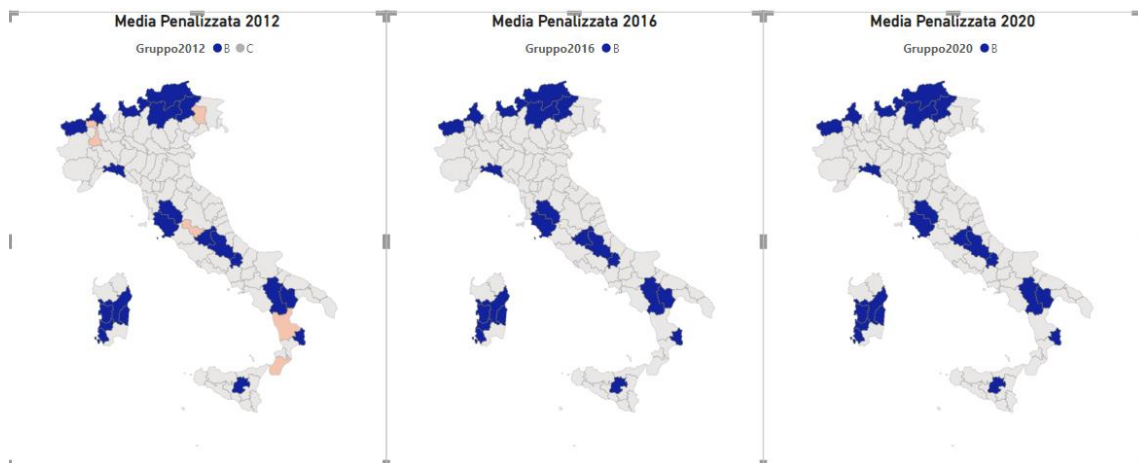 Media Penalizzata 2012
Gruppo2012 B C
Media Penalizzata 2016
Gruppo2016 B
Media Penalizzata 2020
Gruppo2020 B